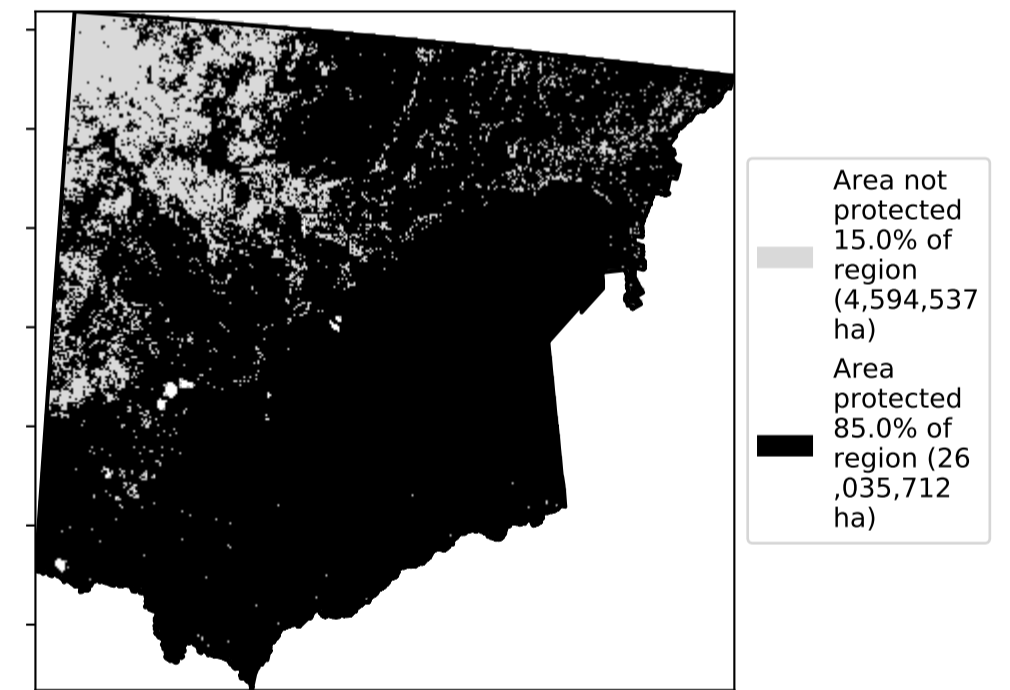 Area not
protected
15.0% of
region
(4,594,537
ha)
Area
protected
85.0% of
region (26
,035,712
ha)